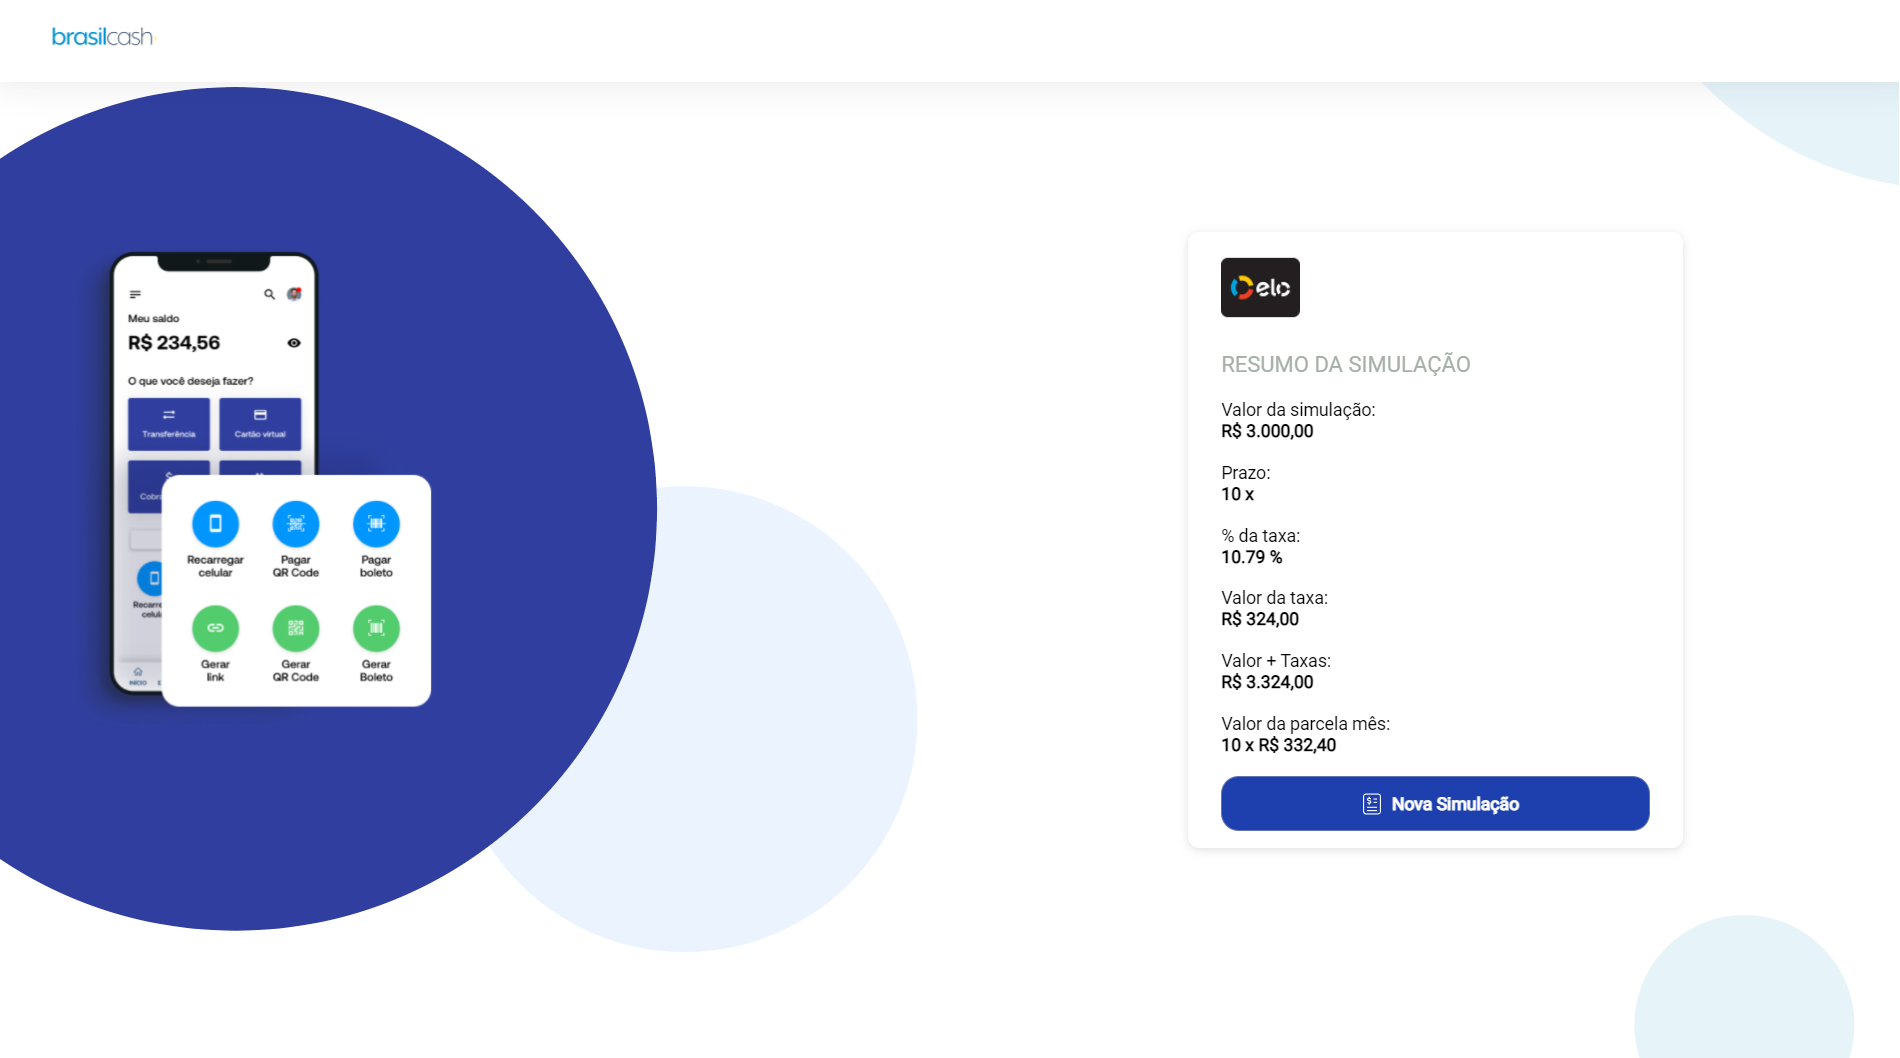 brasilcash
Meu saldo
R$ 234,56
O que você deseja fazer?
Transferência
Cartão virtual
Recarregar
celular
Pagar
QR Code
Pagar
boleto
Gerar
link
Gerar
QR Code
Gerar
Boleto
INÍCIO
elo
RESUMO DA SIMULAÇÃO
Valor da simulação:
R$ 3.000,00
Prazo:
10 x
% da taxa:
10.79 %
Valor da taxa:
R$ 324,00
Valor + Taxas:
R$ 3.324,00
Valor da parcela mês:
10 x R$ 332,40
Nova Simulação